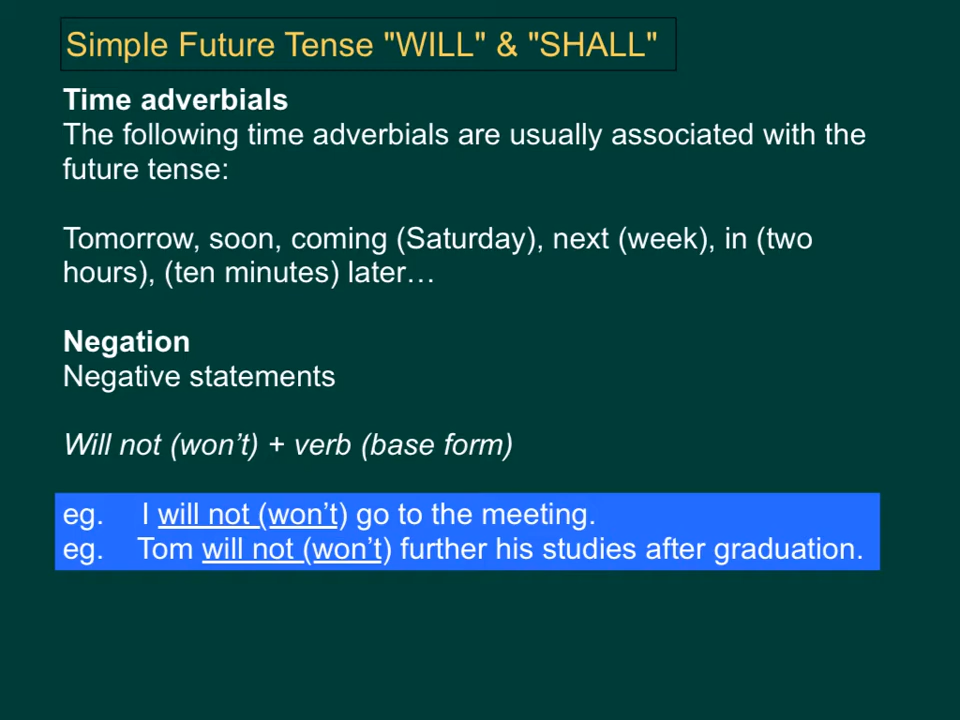 Simple Future Tense "WILL" & "SHALL"
Time adverbials
The following time adverbials are usually associated with the
future tense:
Tomorrow, soon, coming (Saturday), next (week), in (two
hours), (ten minutes) later…
Negation
Negative statements
Will not (won’t) + verb (base form)
eg. I will not (won’t) go to the meeting.
eg. Tom will not (won’t) further his studies after graduation.